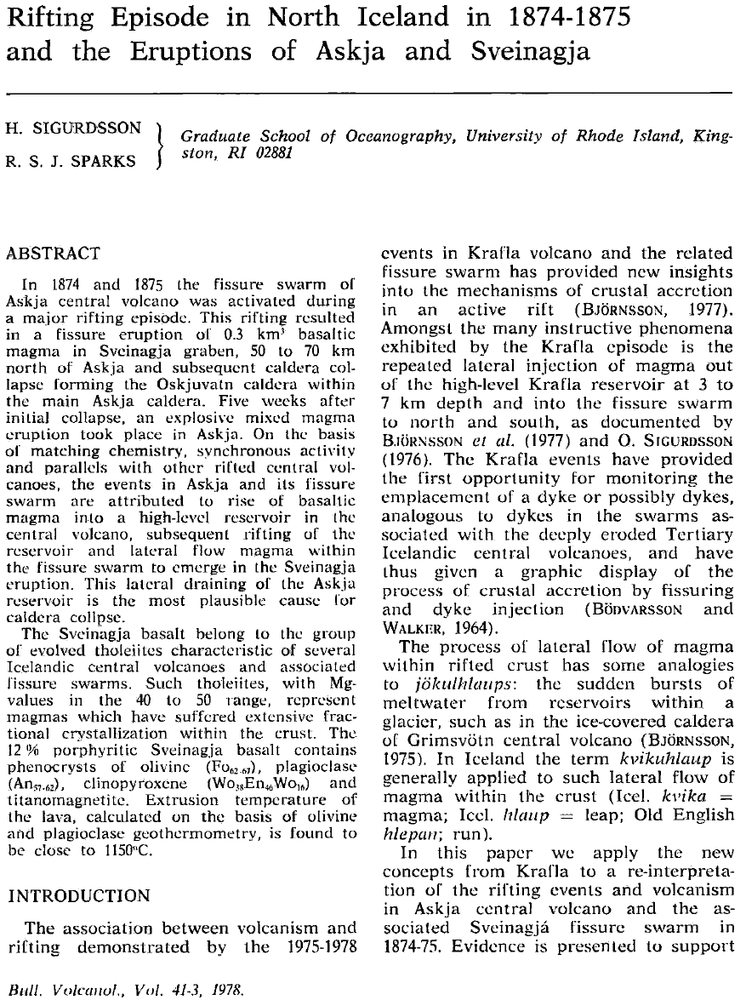 Rifting Episode in North Iceland in 1874-1875
and the Eruptions of Askja and Sveinagja
H. SIGURDSSON
R. S. J. SPARKS
Graduate School of Oceanography, University of Rhode Island, King-
ston, RI 02881
ABSTRACT
In 1874 and 1875 the fissure swarm of
Askja central volcano was activated during
a major rifting episode. This rifting resulted
in a fissure eruption of 0.3 km³ basaltic
magma in Sveinagja graben, 50 to 70 km
north of Askja and subsequent caldera col-
lapse forming the Oskjuvatn caldera within
the main Askja caldera. Five weeks after
initial collapse, an explosive mixed magma
eruption took place in Askja. On the basis
of matching chemistry, synchronous activity
and parallels with other rifted central vol-
canoes, the events in Askja and its fissure
swarm are attributed to rise of basaltic
magma into a high-level reservoir in the
central volcano, subsequent rifting of the
reservoir and lateral flow magma within
the fissure swarm to emerge in the Sveinagja
eruption. This lateral draining of the Askja
reservoir is the most plausible cause for
caldera collpse.
The Sveinagja basalt belong to the group
of evolved tholeiites characteristic of several
Icelandic central volcanoes and associated
fissure swarms. Such tholeiites, with Mg-
values in the 40 to 50 range, represent
magmas which have suffered extensive frac-
tional crystallization within the crust. The
12 % porphyritic Sveinagja basalt contains
phenocrysts of olivine (Fo₆₂₋₆₇), plagioclase
(An₅₇₋₆₂), clinopyroxene (Wo₃₈En₄₆Wo₁₆) and
titanomagnetite. Extrusion temperature of
the lava, calculated on the basis of olivine
and plagioclase geothermometry, is found to
be close to 1150°C.
INTRODUCTION
The association between volcanism and
rifting demonstrated by the 1975-1978
events in Krafla volcano and the related
fissure swarm has provided new insights
into the mechanisms of crustal accretion
in an active rift (BJÖRNSSON, 1977).
Amongst the many instructive phenomena
exhibited by the Krafla episode is the
repeated lateral injection of magma out
of the high-level Krafla reservoir at 3 to
7 km depth and into the fissure swarm
to north and south, as documented by
BJÖRNSSON et al. (1977) and O. SIGURDSSON
(1976). The Krafla events have provided
the first opportunity for monitoring the
emplacement of a dyke or possibly dykes,
analogous to dykes in the swarms as-
sociated with the deeply eroded Tertiary
Icelandic central volcanoes, and have
thus given a graphic display of the
process of crustal accretion by fissuring
and dyke injection (BÖDVARSSON and
WALKER, 1964).
The process of lateral flow of magma
within rifted crust has some analogies
to jökulhlaups: the sudden bursts of
meltwater from reservoirs within a
glacier, such as in the ice-covered caldera
of Grimsvötn central volcano (BJÖRNSSON,
1975). In Iceland the term kvikuhlaup is
generally applied to such lateral flow of
magma within the crust (Icel. kvika =
magma; Icel. hlaup = leap; Old English
hlepan; run).
In this paper we apply the new
concepts from Krafla to a re-interpreta-
tion of the rifting events and volcanism
in Askja central volcano and the as-
sociated Sveinagjá fissure swarm in
1874-75. Evidence is presented to support
Bull. Volcanol., Vol. 41-3, 1978.